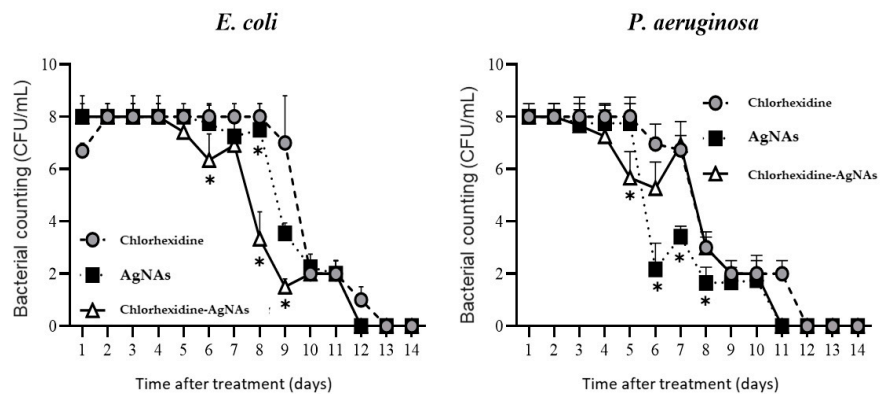 E. coli
Bacterial counting (CFU/mL)
10
8
6
4
2
0
*
*
*
*
Chlorhexidine
AgNAs
Chlorhexidine-AgNAs
1 2 3 4 5 6 7 8 9 10 11 12 13 14
Time after treatment (days)
P. aeruginosa
Bacterial counting (CFU/mL)
10
8
6
4
2
0
Chlorhexidine
AgNAs
Chlorhexidine-AgNAs
*
*
*
*
1 2 3 4 5 6 7 8 9 10 11 12 13 14
Time after treatment (days)